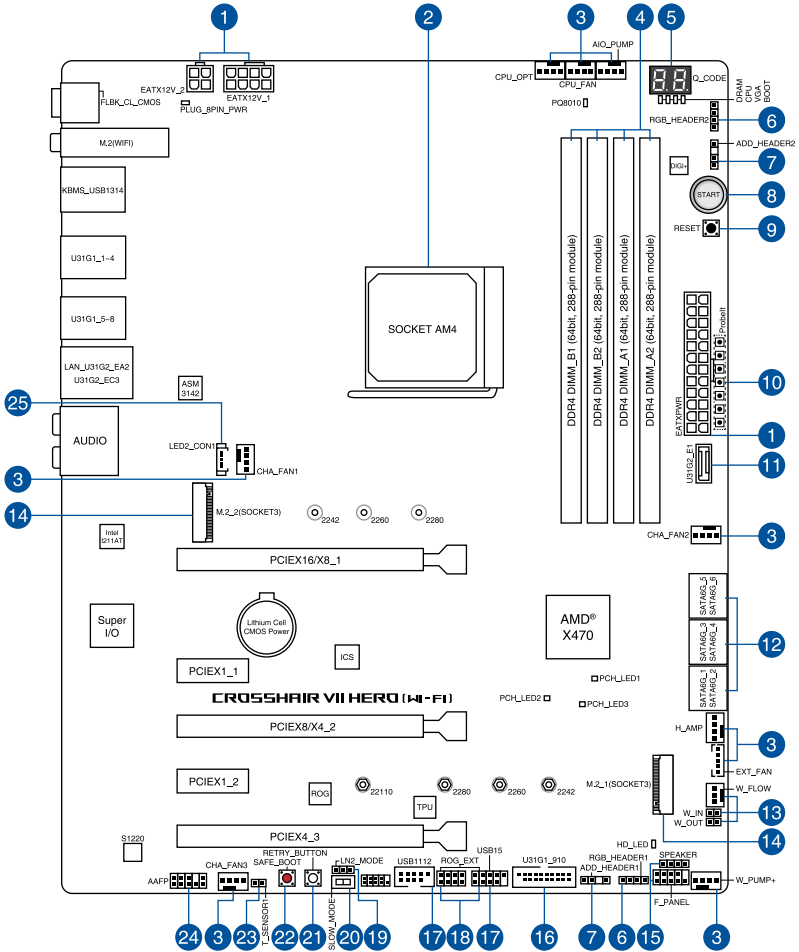 1
2
3
4
5
AIO_PUMP
CPU_OPT
CPU_FAN
EATX12V_2
EATX12V_1
PLUG_8PIN_PWR
FLBK_CL_CMOS
88
Q_CODE
DRAM
CPU
VGA
BOOT
PQ8010
RGB_HEADER2
6
M.2(WIFI)
ADD_HEADER2
7
DIGI+
KBMS_USB1314
START
8
RESET
9
U31G1_1~4
U31G1_5~8
SOCKET AM4
DDR4 DIMM_B1 (64bit, 288-pin module)
DDR4 DIMM_B2 (64bit, 288-pin module)
DDR4 DIMM_A1 (64bit, 288-pin module)
DDR4 DIMM_A2 (64bit, 288-pin module)
EATXPWR
ProbeIt
10
1
LAN_U31G2_EA2
U31G2_EC3
ASM
3142
25
AUDIO
LED2_CON1
CHA_FAN1
3
U31G2_E1
11
14
M.2_2(SOCKET3)
2242
2260
2280
CHA_FAN2
3
Intel
I211AT
PCIEX16/X8_1
Super
I/O
Lithium Cell
CMOS Power
AMD®
X470
SATA6G_5
SATA6G_6
SATA6G_3
SATA6G_4
SATA6G_1
SATA6G_2
12
ICS
PCIEX1_1
PCH_LED1
PCH_LED2
PCH_LED3
CROSSHAIR VII HERO (WI-FI)
PCIEX8/X4_2
H_AMP
3
EXT_FAN
PCIEX1_2
ROG
22110
2280
2260
2242
TPU
M.2_1(SOCKET3)
W_FLOW
W_IN
W_OUT
13
14
PCIEX4_3
S1220
HD_LED
RETRY_BUTTON
SAFE_BOOT
LN2_MODE
USB1112
ROG_EXT
USB15
U31G1_910
RGB_HEADER1
ADD_HEADER1
SPEAKER
AAFP
CHA_FAN3
T_SENSOR1
SLOW_MODE
F_PANEL
W_PUMP+
24
3
23
22
21
20
19
17
18
17
16
7
6
15
3